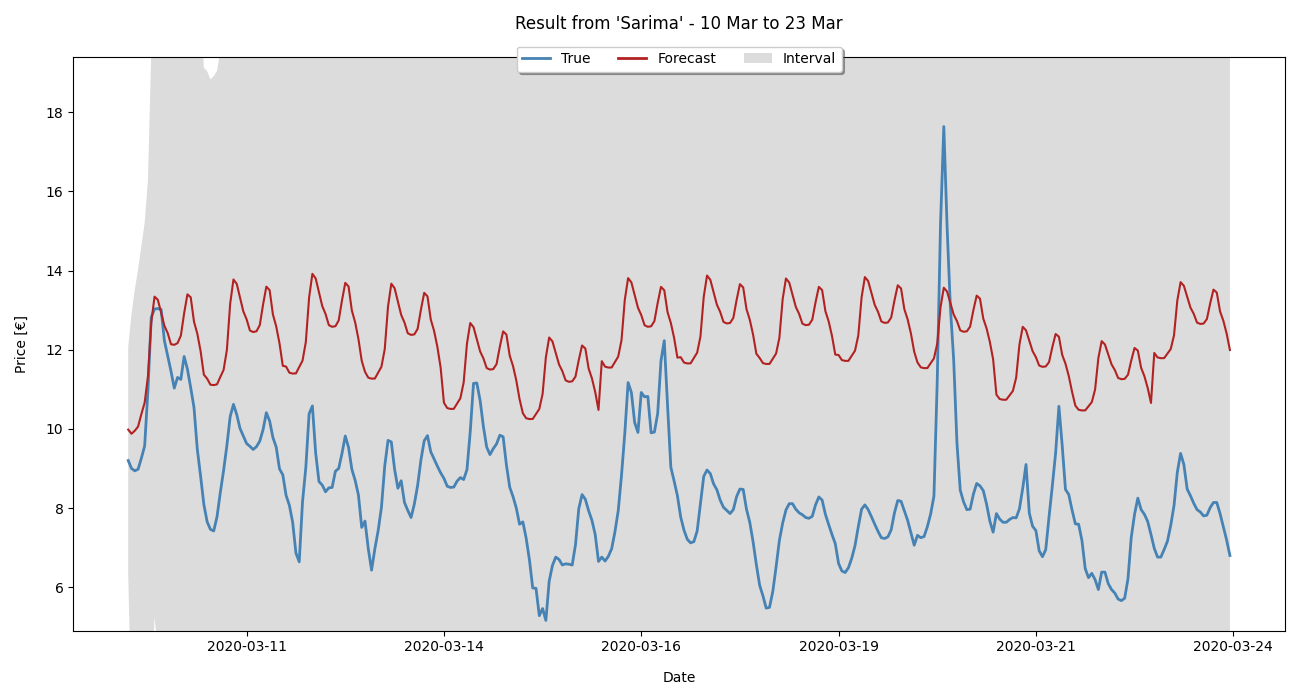 Result from 'Sarima' - 10 Mar to 23 Mar
True Forecast Interval
Price [€]
18
16
14
12
10
8
6
2020-03-11 2020-03-14 2020-03-16 2020-03-19 2020-03-21 2020-03-24
Date